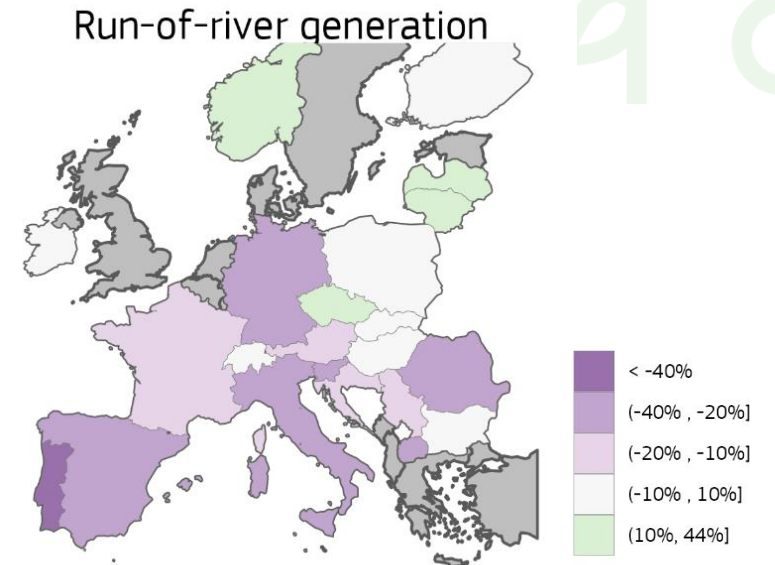 Run-of-river generation
< -40%
(-40% , -20%]
(-20% , -10%]
(-10% , 10%]
(10%, 44%]